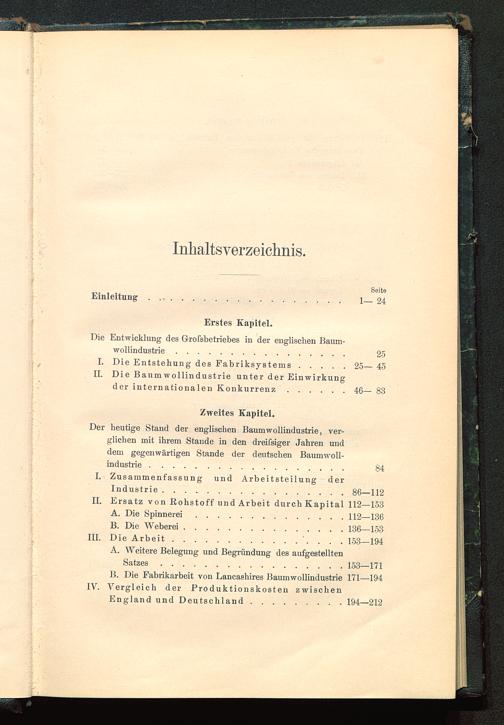 Inhaltsverzeichnis.
Seite
Einleitung . . . . . . . . . . . . . . . . . 1— 24
Erstes Kapitel.
Die Entwicklung des Großbetriebes in der englischen Baum-
wollindustrie . . . . . . . . . . . . . . . 25
I. Die Entstehung des Fabriksystems . . . . . 25— 45
II. Die Baumwollindustrie unter der Einwirkung
der internationalen Konkurrenz . . . . . . 46— 83
Zweites Kapitel.
Der heutige Stand der englischen Baumwollindustrie, ver-
glichen mit ihrem Stande in den dreißiger Jahren und
dem gegenwärtigen Stande der deutschen Baumwoll-
industrie . . . . . . . . . . . . . . . . . 84
I. Zusammenfassung und Arbeitsteilung der
Industrie . . . . . . . . . . . . . . . . 86—112
II. Ersatz von Rohstoff und Arbeit durch Kapital 112—153
A. Die Spinnerei . . . . . . . . . . . . . 112—136
B. Die Weberei . . . . . . . . . . . . . . 136—153
III. Die Arbeit . . . . . . . . . . . . . . . 153—194
A. Weitere Belegung und Begründung des aufgestellten
Satzes . . . . . . . . . . . . . . . . 153—171
B. Die Fabrikarbeit von Lancashires Baumwollindustrie 171—194
IV. Vergleich der Produktionskosten zwischen
England und Deutschland . . . . . . . . . 194—212